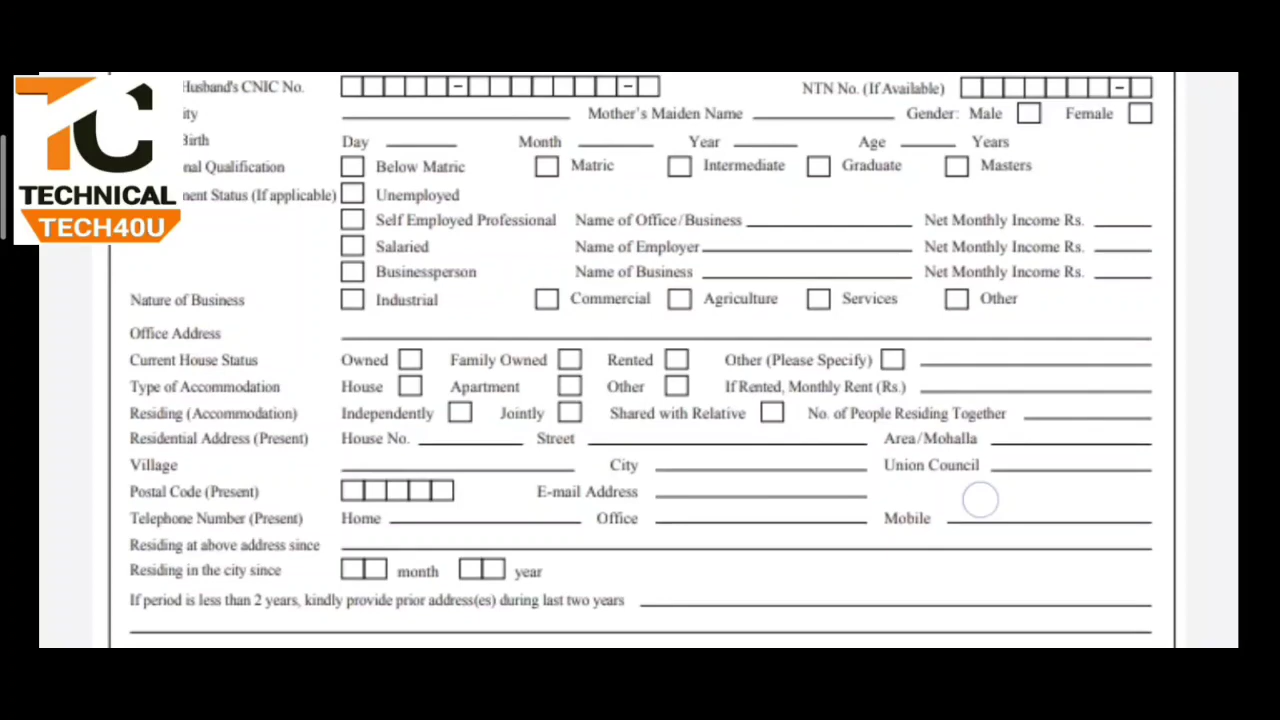 Husband's CNIC No. - - NTN No. (If Available) -
ity Mother's Maiden Name Gender: Male Female
Birth Day Month Year Age Years
nal Qualification Below Matric Matric Intermediate Graduate Masters
TECHNICAL
TECH40U
nent Status (If applicable) Unemployed
Self Employed Professional Name of Office/Business Net Monthly Income Rs.
Salaried Name of Employer Net Monthly Income Rs.
Businessperson Name of Business Net Monthly Income Rs.
Nature of Business Industrial Commercial Agriculture Services Other
Office Address
Current House Status Owned Family Owned Rented Other (Please Specify)
Type of Accommodation House Apartment Other If Rented, Monthly Rent (Rs.)
Residing (Accommodation) Independently Jointly Shared with Relative No. of People Residing Together
Residential Address (Present) House No. Street Area/Mohalla
Village City Union Council
Postal Code (Present) E-mail Address
Telephone Number (Present) Home Office Mobile
Residing at above address since
Residing in the city since month year
If period is less than 2 years, kindly provide prior address(es) during last two years